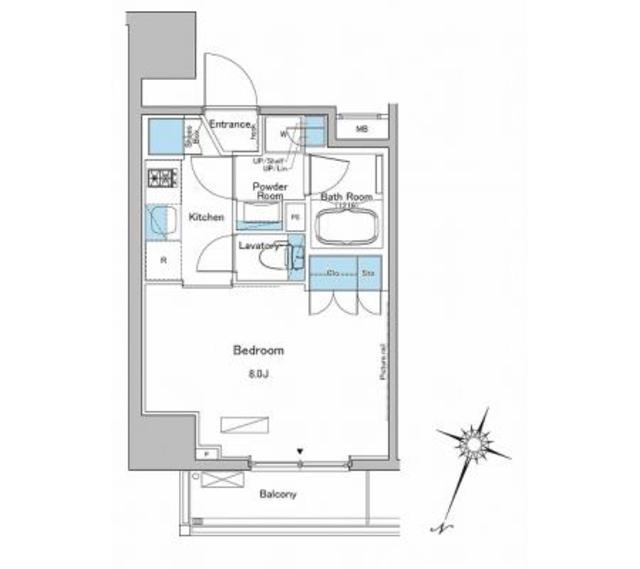 Entrance
hook
Shoes
Box
W
MB
UP/Shelf
UP/Lin
Powder
Room
Bath Room
(1216)
Kitchen
PS
Lavatory
R
Clo
Sto
Bedroom
8.0J
Picture rail
P
Balcony
N